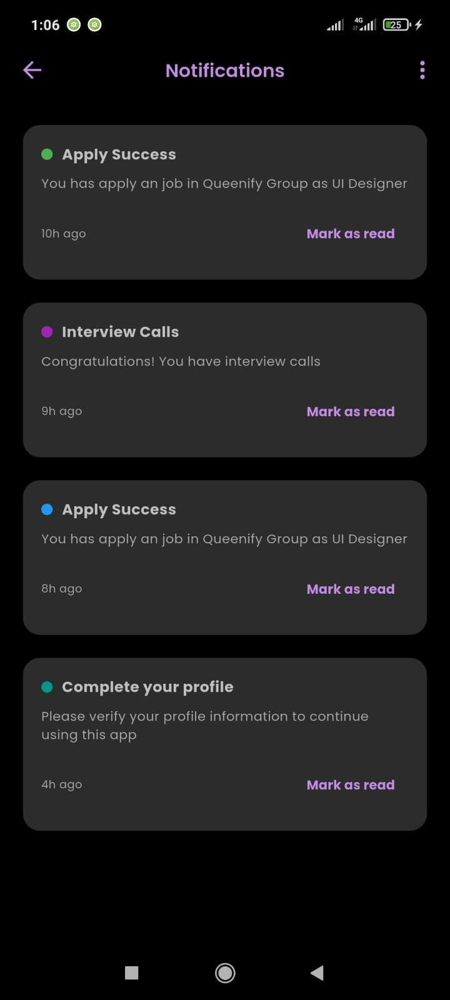 1:06
4G
25
Notifications
Apply Success
You has apply an job in Queenify Group as UI Designer
10h ago
Mark as read
Interview Calls
Congratulations! You have interview calls
9h ago
Mark as read
Apply Success
You has apply an job in Queenify Group as UI Designer
8h ago
Mark as read
Complete your profile
Please verify your profile information to continue
using this app
4h ago
Mark as read